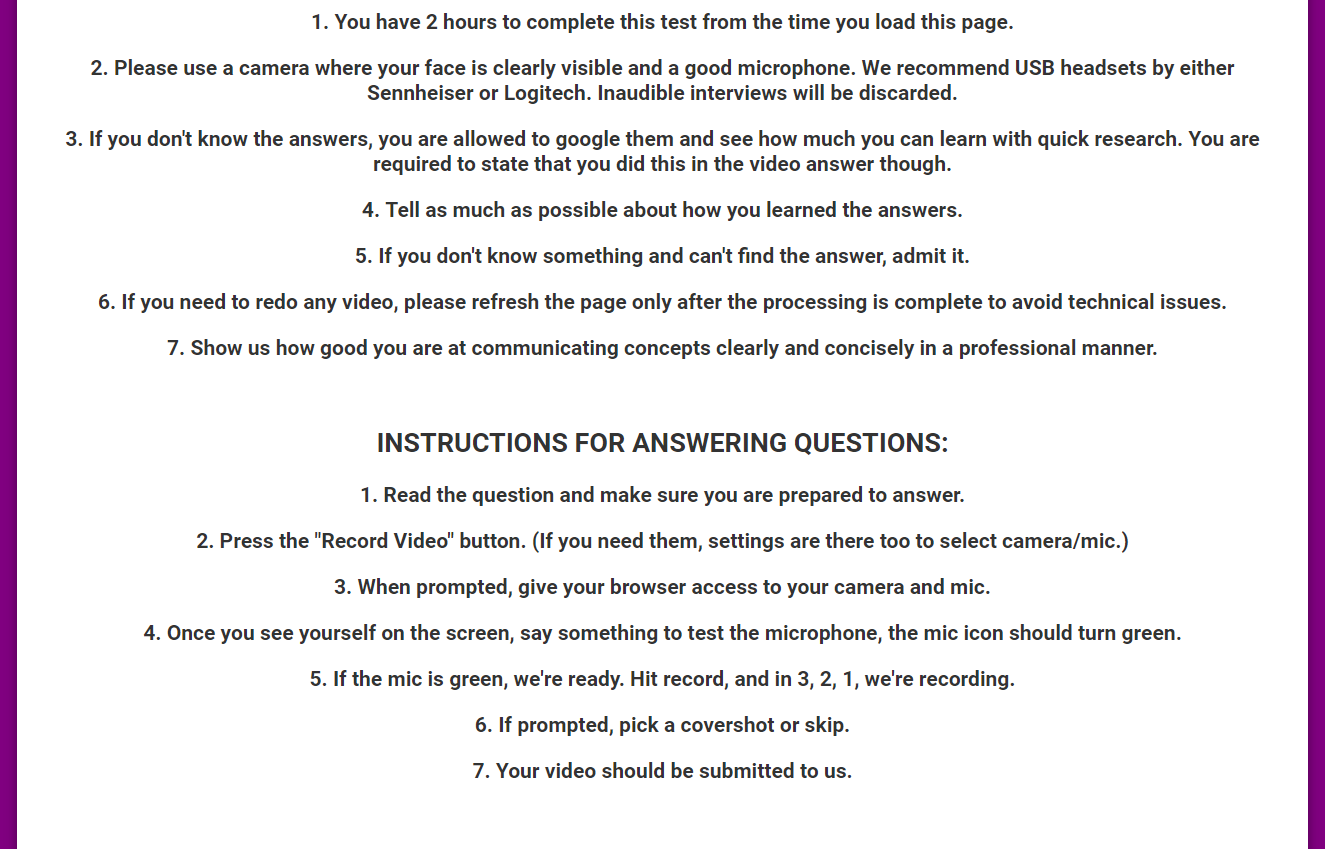 1. You have 2 hours to complete this test from the time you load this page.
2. Please use a camera where your face is clearly visible and a good microphone. We recommend USB headsets by either
Sennheiser or Logitech. Inaudible interviews will be discarded.
3. If you don't know the answers, you are allowed to google them and see how much you can learn with quick research. You are
required to state that you did this in the video answer though.
4. Tell as much as possible about how you learned the answers.
5. If you don't know something and can't find the answer, admit it.
6. If you need to redo any video, please refresh the page only after the processing is complete to avoid technical issues.
7. Show us how good you are at communicating concepts clearly and concisely in a professional manner.
INSTRUCTIONS FOR ANSWERING QUESTIONS:
1. Read the question and make sure you are prepared to answer.
2. Press the "Record Video" button. (If you need them, settings are there too to select camera/mic.)
3. When prompted, give your browser access to your camera and mic.
4. Once you see yourself on the screen, say something to test the microphone, the mic icon should turn green.
5. If the mic is green, we're ready. Hit record, and in 3, 2, 1, we're recording.
6. If prompted, pick a covershot or skip.
7. Your video should be submitted to us.